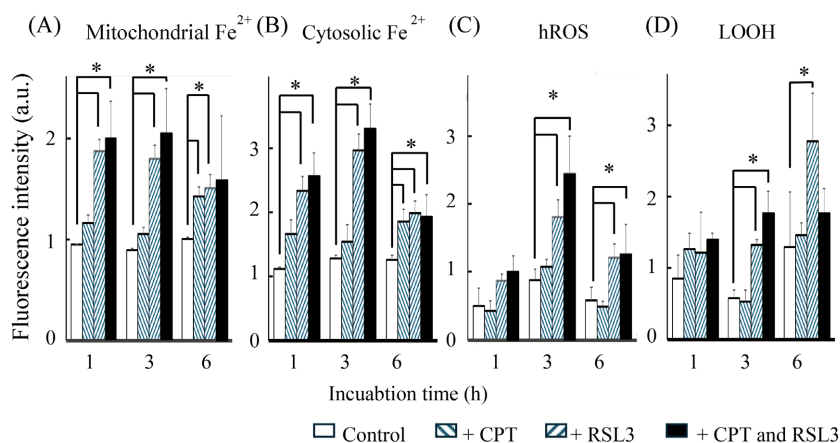 (A) Mitochondrial Fe²⁺ (B) Cytosolic Fe²⁺ (C) hROS (D) LOOH
Fluorescence intensity (a.u.)
* * *
2
1
0
1 3 6
* * *
3
2
1
0
1 3 6
* *
3
2
1
0
1 3 6
* *
3
2
1
0
1 3 6
Incuabtion time (h)
Control + CPT + RSL3 + CPT and RSL3